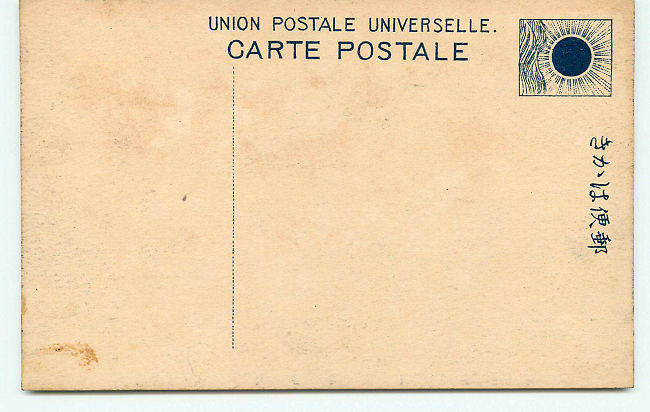 UNION POSTALE UNIVERSELLE.
CARTE POSTALE
郵便はかき